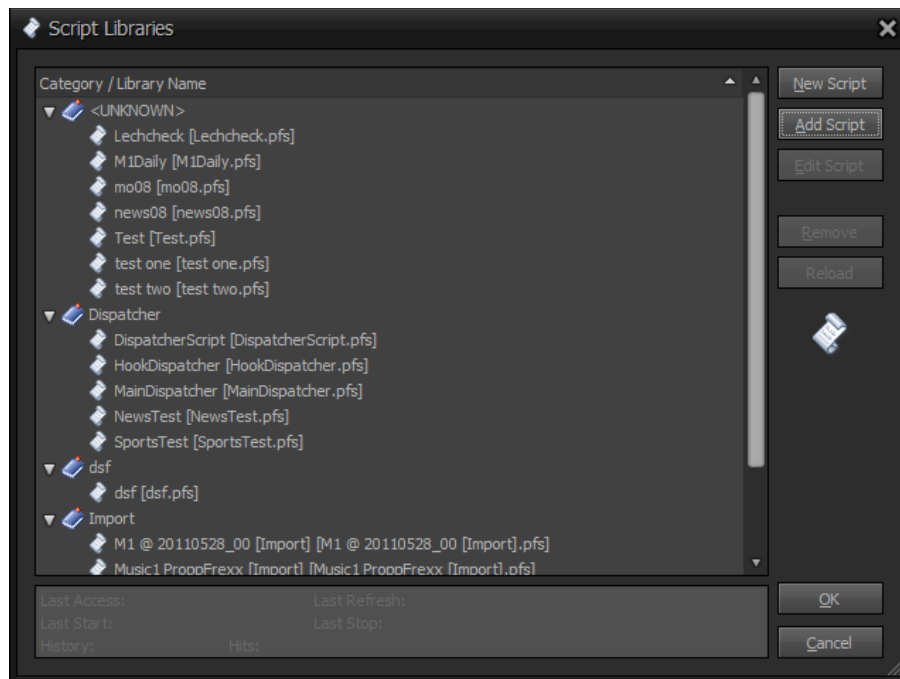 Script Libraries
Category / Library Name
<UNKNOWN>
Lechcheck [Lechcheck.pfs]
M1Daily [M1Daily.pfs]
mo08 [mo08.pfs]
news08 [news08.pfs]
Test [Test.pfs]
test one [test one.pfs]
test two [test two.pfs]
Dispatcher
DispatcherScript [DispatcherScript.pfs]
HookDispatcher [HookDispatcher.pfs]
MainDispatcher [MainDispatcher.pfs]
NewsTest [NewsTest.pfs]
SportsTest [SportsTest.pfs]
dsf
dsf [dsf.pfs]
Import
M1 @ 20110528_00 [Import] [M1 @ 20110528_00 [Import].pfs]
Music1 ProppFrexx [Import] [Music1 ProppFrexx [Import].pfs]
New Script
Add Script
Edit Script
Remove
Reload
Last Access: Last Refresh:
Last Start: Last Stop:
History: Hits:
OK
Cancel